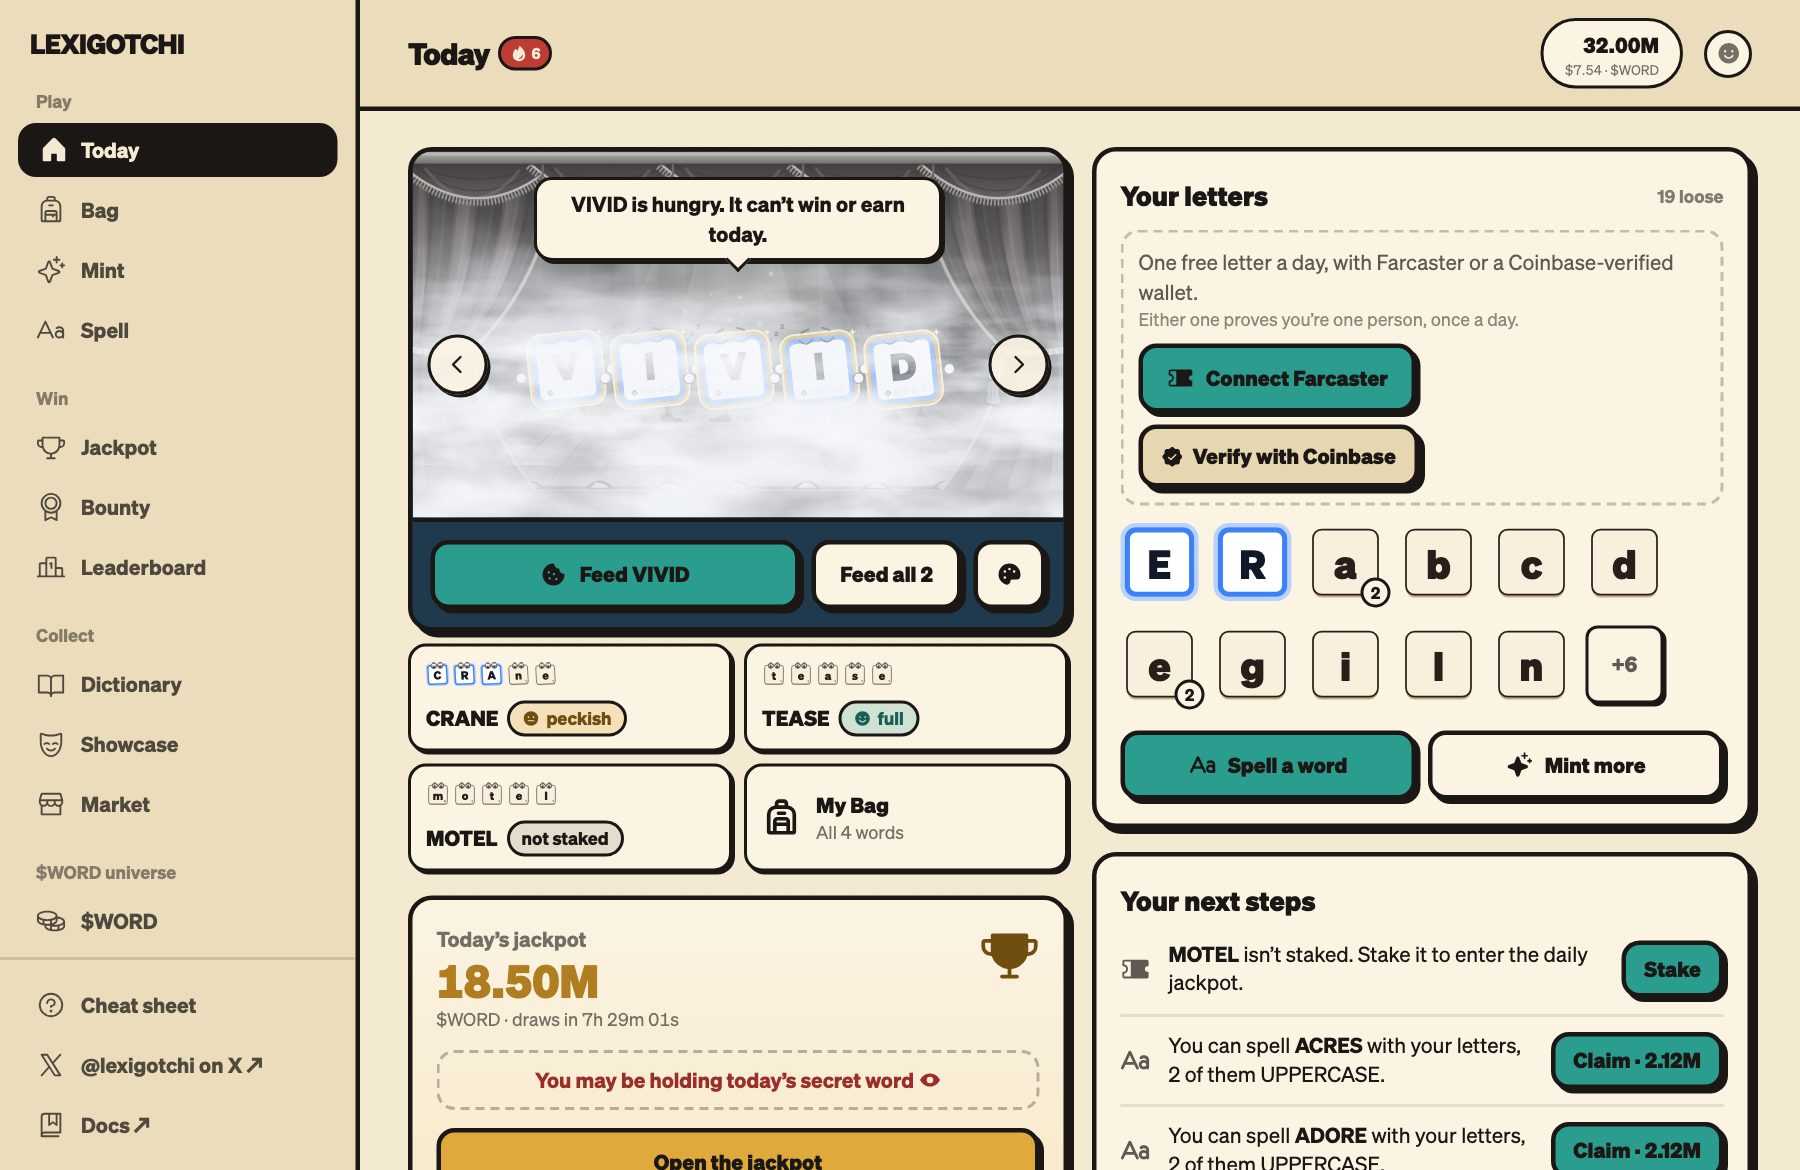 LEXIGOTCHI
Play
Today
Bag
Mint
Aa Spell
Win
Jackpot
Bounty
Leaderboard
Collect
Dictionary
Showcase
Market
$WORD universe
$WORD
Cheat sheet
@lexigotchi on X ↗
Docs ↗
Today 6
32.00M
$7.54 · $WORD
VIVID is hungry. It can’t win or earn
today.
V I V I D
Feed VIVID
Feed all 2
C R A n e
CRANE peckish
t e a s e
TEASE full
m o t e l
MOTEL not staked
My Bag
All 4 words
Today’s jackpot
18.50M
$WORD · draws in 7h 29m 01s
You may be holding today’s secret word
Open the jackpot
Your letters
19 loose
One free letter a day, with Farcaster or a Coinbase-verified
wallet.
Either one proves you’re one person, once a day.
Connect Farcaster
Verify with Coinbase
E R a 2 b c d
e 2 g i l n +6
Aa Spell a word
Mint more
Your next steps
MOTEL isn’t staked. Stake it to enter the daily
jackpot.
Stake
Aa You can spell ACRES with your letters,
2 of them UPPERCASE.
Claim · 2.12M
Aa You can spell ADORE with your letters,
2 of them UPPERCASE.
Claim · 2.12M